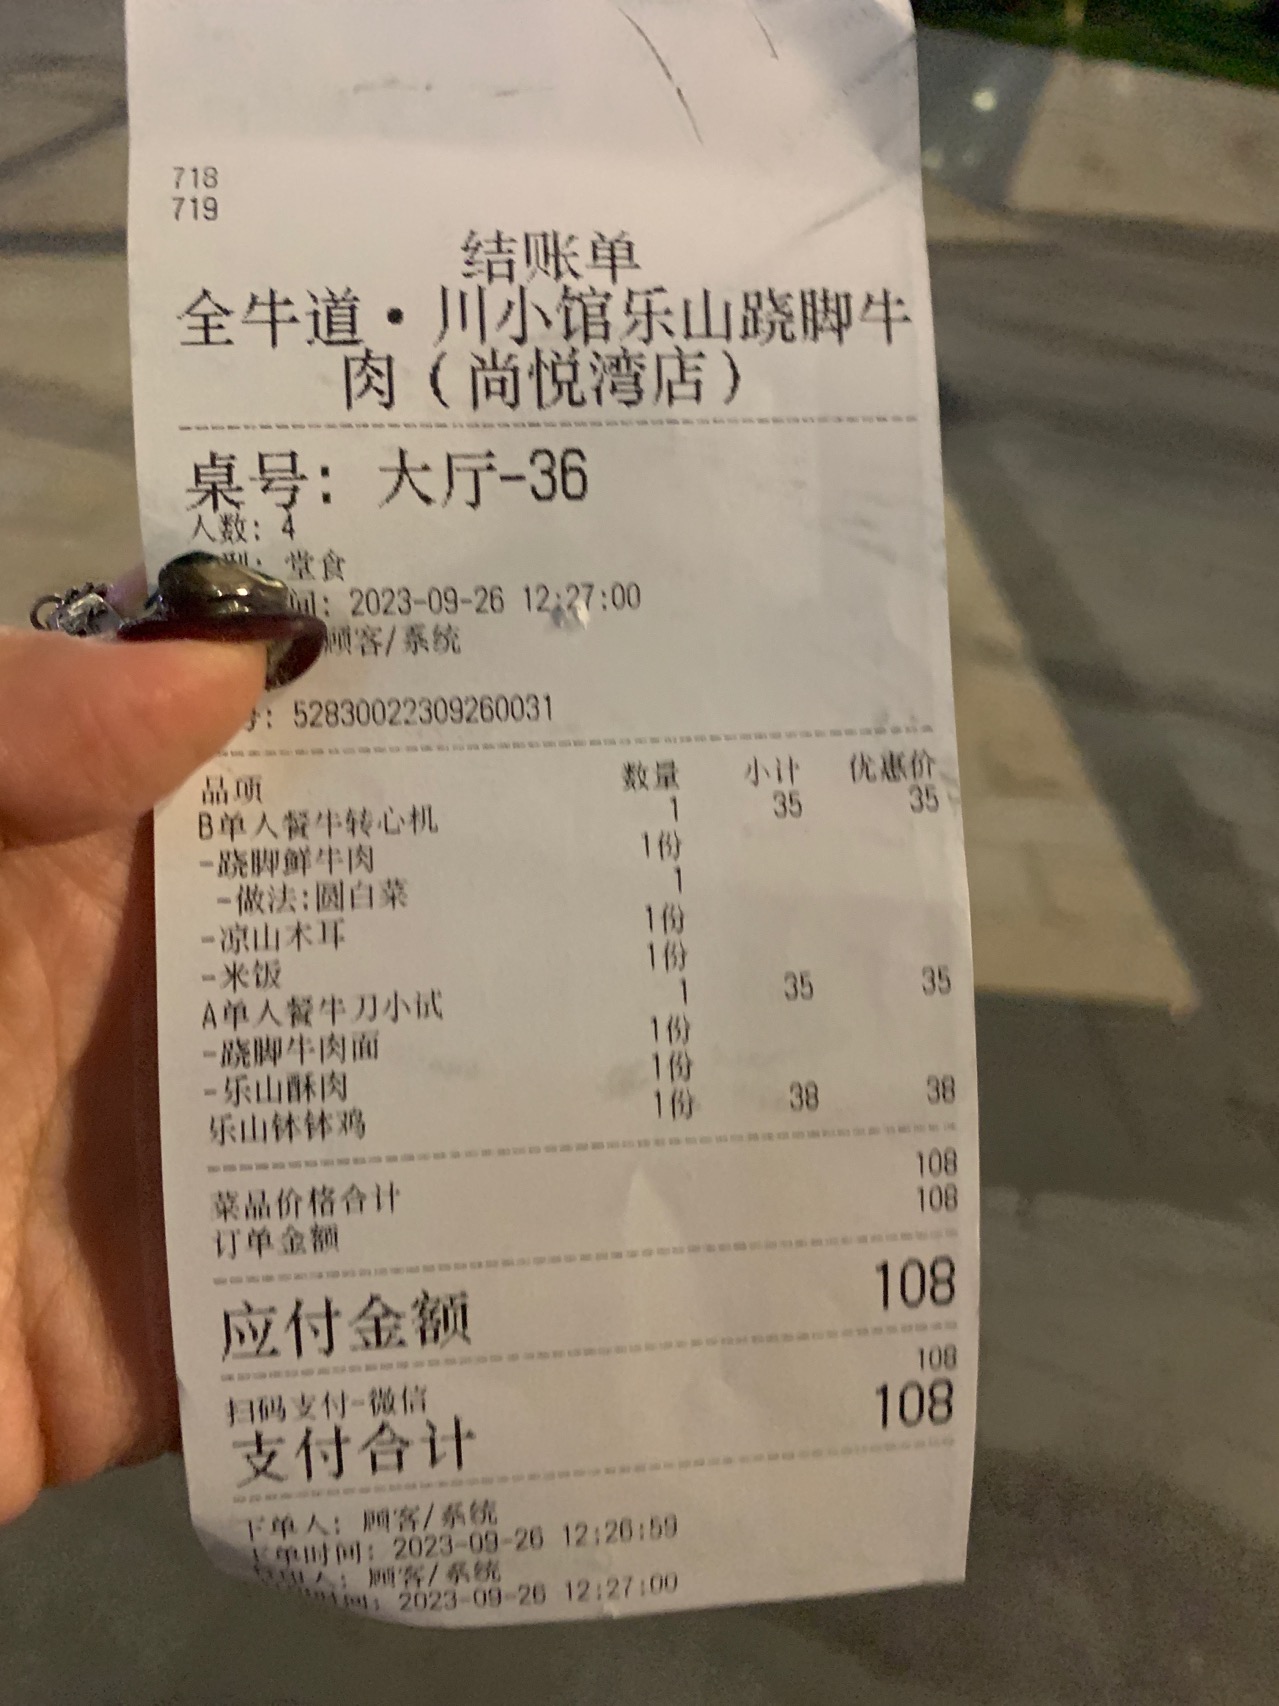 718
719
结账单
全牛道·川小馆乐山跷脚牛
肉(尚悦湾店)
桌号: 大厅-36
人数: 4
型: 堂食
间: 2023-09-26 12:27:00
顾客/系统
号: 52830022309260031
品项 数量 小计 优惠价
B单人餐牛转心机 1 35 35
-跷脚鲜牛肉 1份
-做法:圆白菜 1
-凉山木耳 1份
-米饭 1份
A单人餐牛刀小试 1 35 35
-跷脚牛肉面 1份
-乐山酥肉 1份
乐山钵钵鸡 1份 38 38
菜品价格合计 108
订单金额 108
应付金额 108
扫码支付-微信 108
支付合计 108
下单人: 顾客/系统
下单时间: 2023-09-26 12:26:59
印人: 顾客/系统
时间: 2023-09-26 12:27:00